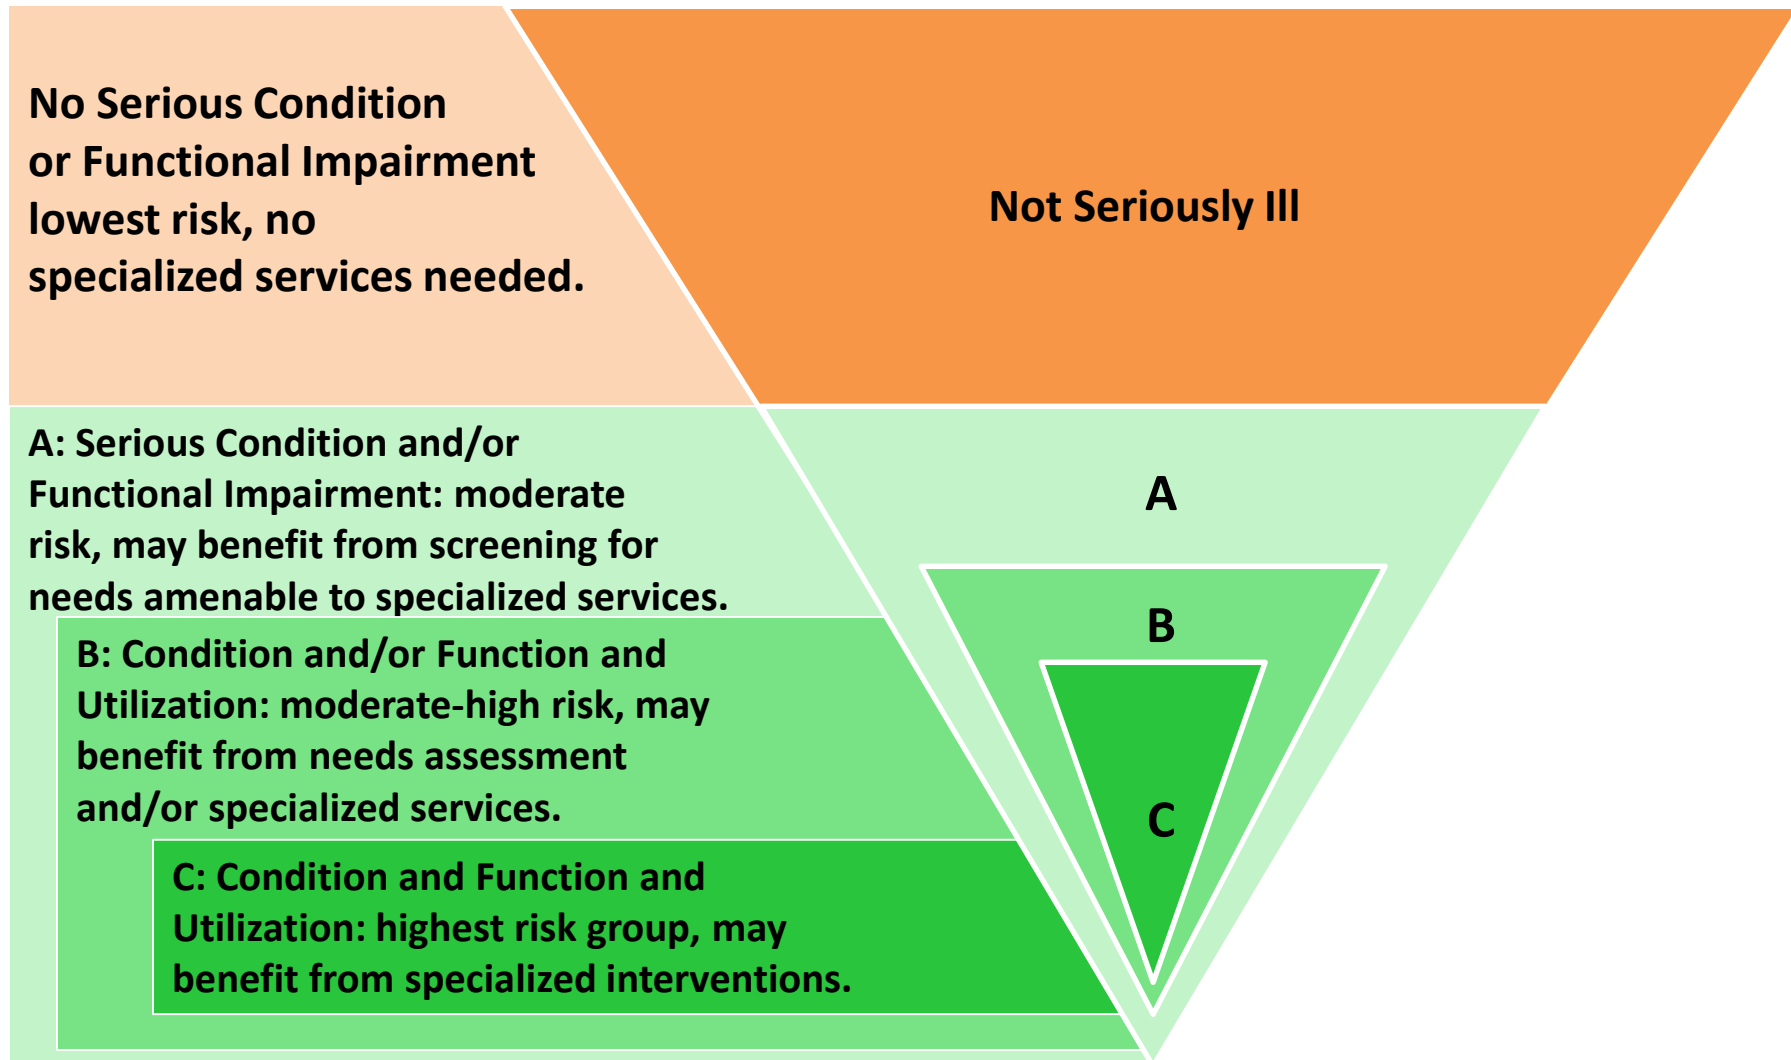 No Serious Condition
or Functional Impairment
lowest risk, no
specialized services needed.
Not Seriously Ill
A: Serious Condition and/or
Functional Impairment: moderate
risk, may benefit from screening for
needs amenable to specialized services.
A
B: Condition and/or Function and
Utilization: moderate-high risk, may
benefit from needs assessment
and/or specialized services.
B
C: Condition and Function and
Utilization: highest risk group, may
benefit from specialized interventions.
C